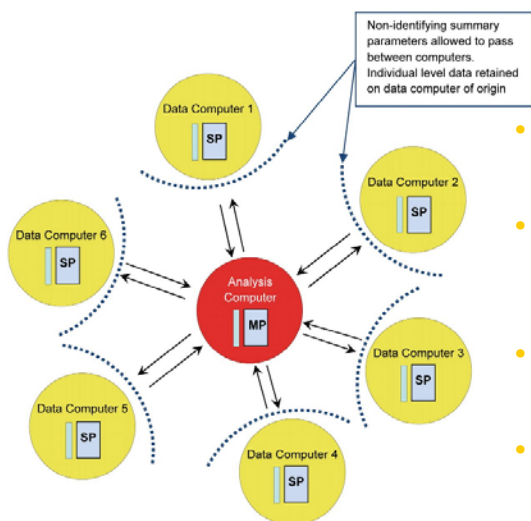 Non-identifying summary
parameters allowed to pass
between computers.
Individual level data retained
on data computer of origin
Data Computer 1
SP
Data Computer 2
SP
Data Computer 6
SP
Analysis
Computer
MP
Data Computer 3
SP
Data Computer 5
SP
Data Computer 4
SP